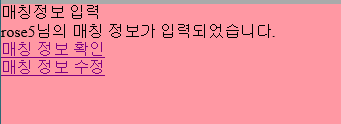 매칭정보 입력
rose5님의 매칭 정보가 입력되었습니다.
매칭 정보 확인
매칭 정보 수정